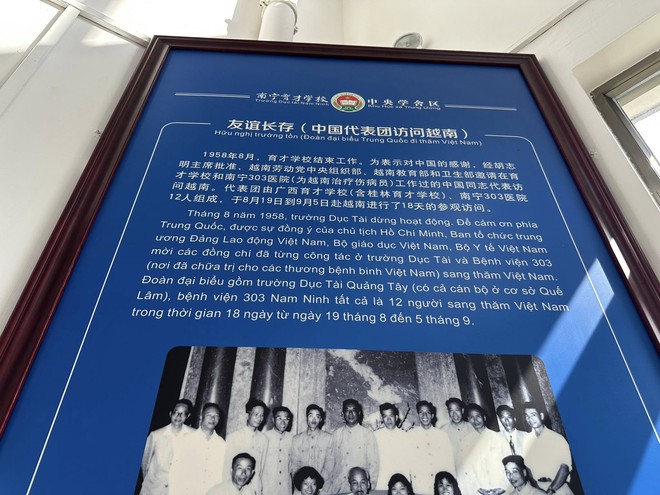 南宁育才学校 中央学舍区
Trường Dục Tài Nam Ninh Khu Học xá Trung ương
友谊长存（中国代表团访问越南）
Hữu nghị trường tồn (Đoàn đại biểu Trung Quốc đi thăm Việt Nam)
1958年8月，育才学校结束工作。为表示对中国的感谢，经胡志
明主席批准，越南劳动党中央组织部、越南教育部和卫生部邀请在育
才学校和南宁303医院(为越南治疗伤病员)工作过的中国同志代表访
问越南。代表团由广西育才学校(含桂林育才学校)、南宁303医院
12人组成，于8月19日到9月5日赴越南进行了18天的参观访问。
Tháng 8 năm 1958, trường Dục Tài dừng hoạt động. Để cảm ơn phía
Trung Quốc, được sự đồng ý của chủ tịch Hồ Chí Minh, Ban tổ chức trung
ương Đảng Lao động Việt Nam, Bộ giáo dục Việt Nam, Bộ Y tế Việt Nam
mời các đồng chí đã từng công tác ở trường Dục Tài và Bệnh viện 303
(nơi đã chữa trị cho các thương bệnh binh Việt Nam) sang thăm Việt Nam.
Đoàn đại biểu gồm trường Dục Tài Quảng Tây (có cả cán bộ ở cơ sở Quế
Lâm), bệnh viện 303 Nam Ninh tất cả là 12 người sang thăm Việt Nam
trong thời gian 18 ngày từ ngày 19 tháng 8 đến 5 tháng 9.